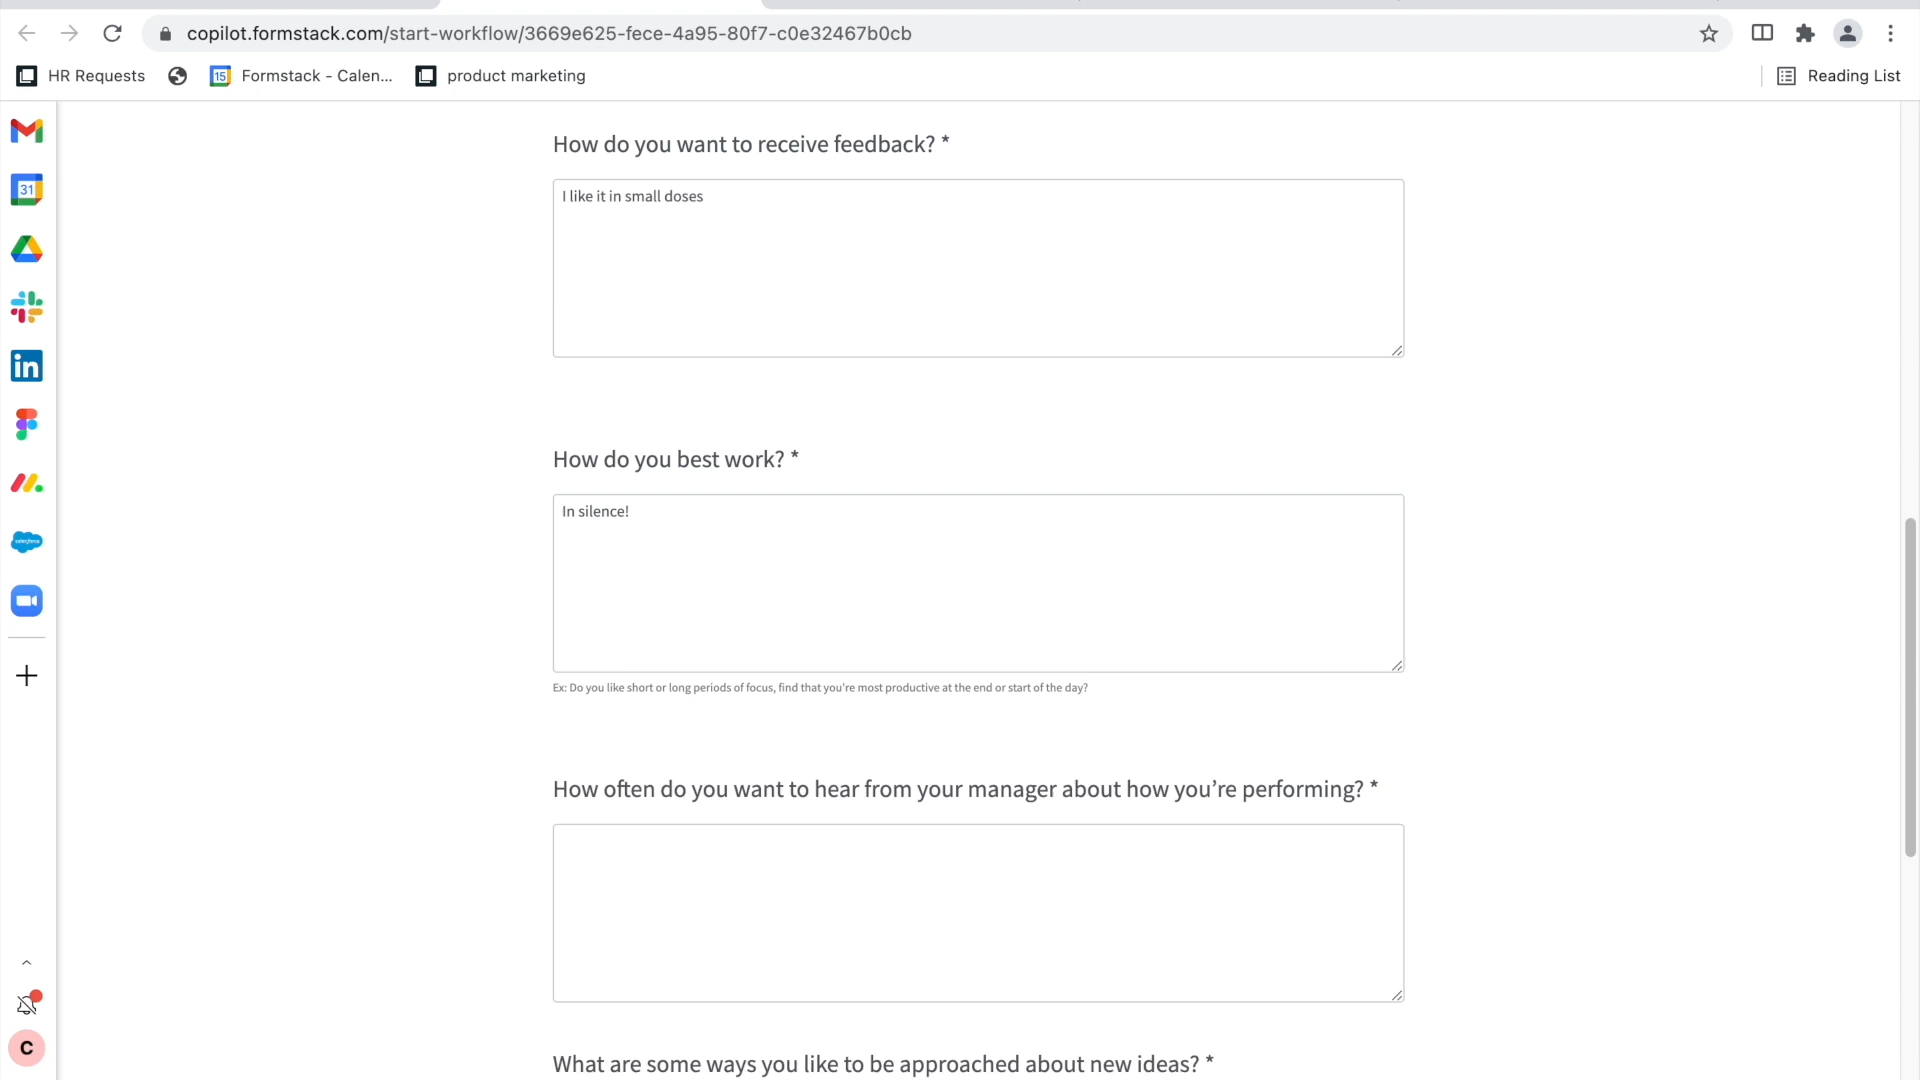 copilot.formstack.com/start-workflow/3669e625-fece-4a95-80f7-c0e32467b0cb
HR Requests
15
Formstack - Calen...
product marketing
Reading List
31
in
salesforce
C
How do you want to receive feedback? *
I like it in small doses
How do you best work? *
In silence!
Ex: Do you like short or long periods of focus, find that you're most productive at the end or start of the day?
How often do you want to hear from your manager about how you’re performing? *
What are some ways you like to be approached about new ideas? *